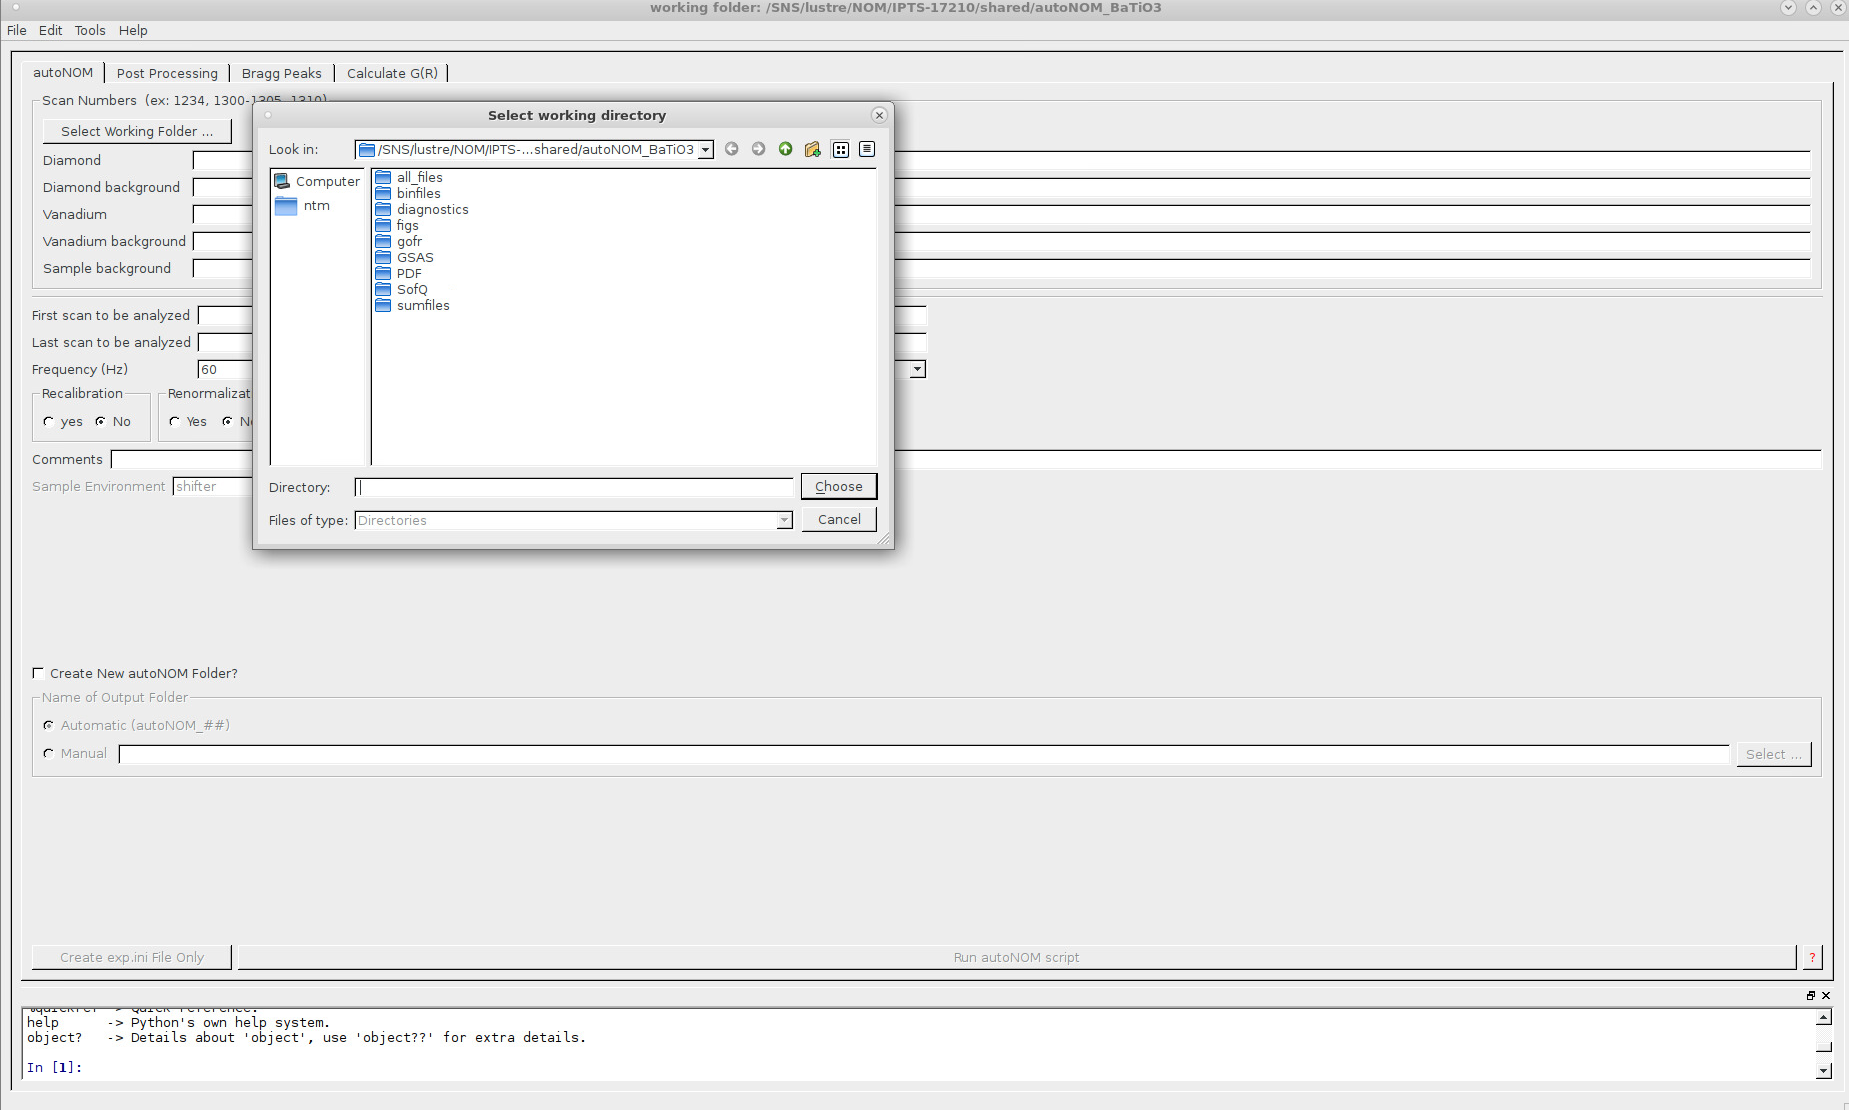 working folder: /SNS/lustre/NOM/IPTS-17210/shared/autoNOM_BaTiO3
File Edit Tools Help
autoNOM Post Processing Bragg Peaks Calculate G(R)
Scan Numbers (ex: 1234, 1300-1305, 1310)
Select Working Folder ...
Diamond
Diamond background
Vanadium
Vanadium background
Sample background
First scan to be analyzed
Last scan to be analyzed
Frequency (Hz) 60
Recalibration
yes No
Renormalizat
Yes
Comments
Sample Environment shifter
Select working directory
Look in: /SNS/lustre/NOM/IPTS-...shared/autoNOM_BaTiO3
Computer
ntm
all_files
binfiles
diagnostics
figs
gofr
GSAS
PDF
SofQ
sumfiles
Directory: Choose
Files of type: Directories Cancel
Create New autoNOM Folder?
Name of Output Folder
Automatic (autoNOM_##)
Manual Select ...
Create exp.ini File Only Run autoNOM script ?
help -> Python's own help system.
object? -> Details about 'object', use 'object??' for extra details.
In [1]: